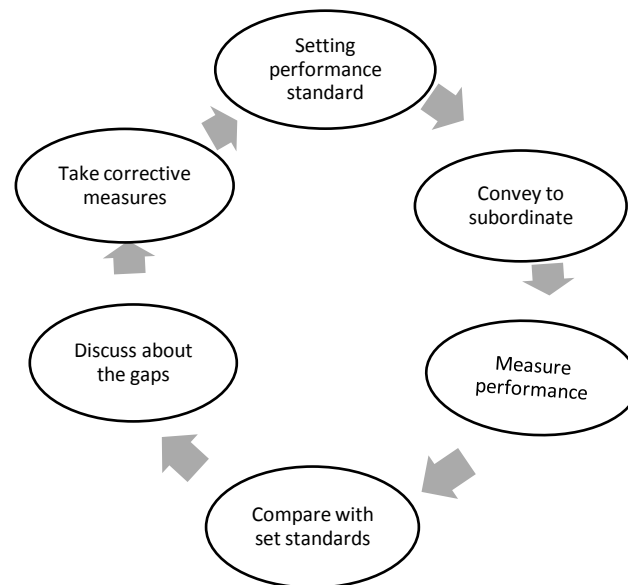 Setting
performance
standard
Convey to
subordinate
Measure
performance
Compare with
set standards
Discuss about
the gaps
Take corrective
measures